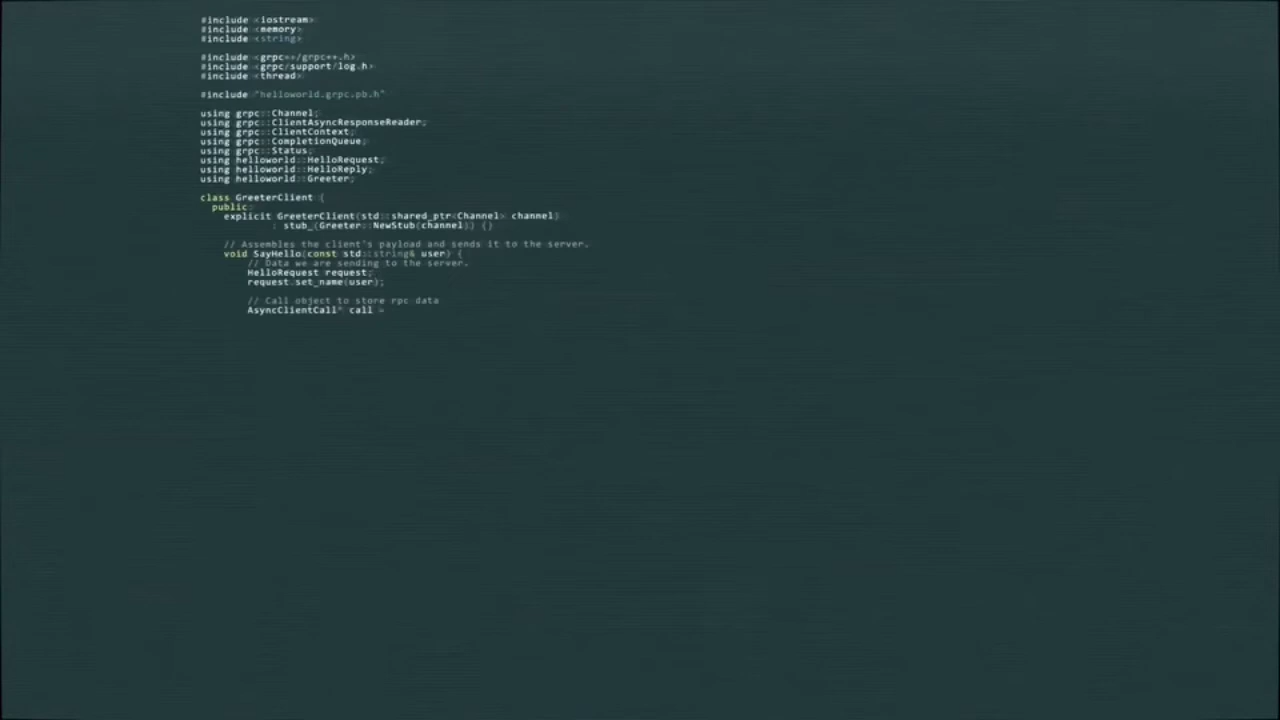 #include <iostream>
#include <memory>
#include <string>
#include <grpc++/grpc++.h>
#include <grpc/support/log.h>
#include <thread>
#include "helloworld.grpc.pb.h"
using grpc::Channel;
using grpc::ClientAsyncResponseReader;
using grpc::ClientContext;
using grpc::CompletionQueue;
using grpc::Status;
using helloworld::HelloRequest;
using helloworld::HelloReply;
using helloworld::Greeter;
class GreeterClient {
public:
explicit GreeterClient(std::shared_ptr<Channel> channel)
: stub_(Greeter::NewStub(channel)) {}
// Assembles the client's payload and sends it to the server.
void SayHello(const std::string& user) {
// Data we are sending to the server.
HelloRequest request;
request.set_name(user);
// Call object to store rpc data
AsyncClientCall* call =